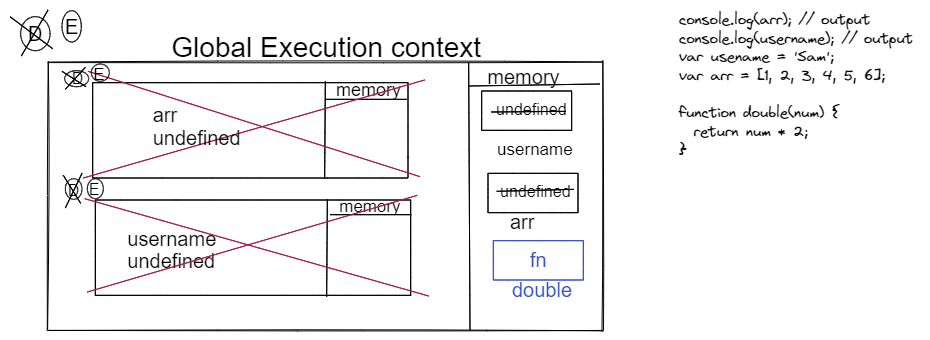 D E
Global Execution context
D E
memory
arr
undefined
D E
memory
username
undefined
memory
undefined
username
undefined
arr
fn
double
console.log(arr); // output
console.log(username); // output
var usename = 'Sam';
var arr = [1, 2, 3, 4, 5, 6];
function double(num) {
return num * 2;
}